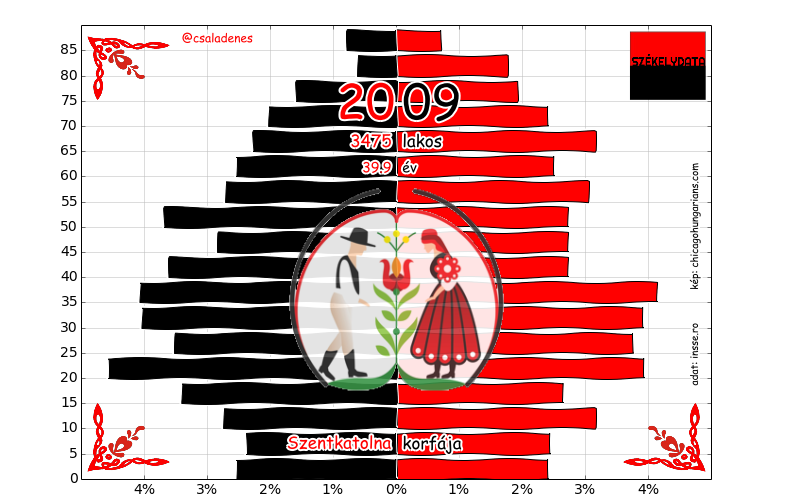 @csaladenes
SZÉKELYDATA
2009
3475 lakos
39.9 év
kép: chicagohungarians.com
adat: insse.ro
Szentkatolna korfája
85
80
75
70
65
60
55
50
45
40
35
30
25
20
15
10
5
0
4% 3% 2% 1% 0% 1% 2% 3% 4%